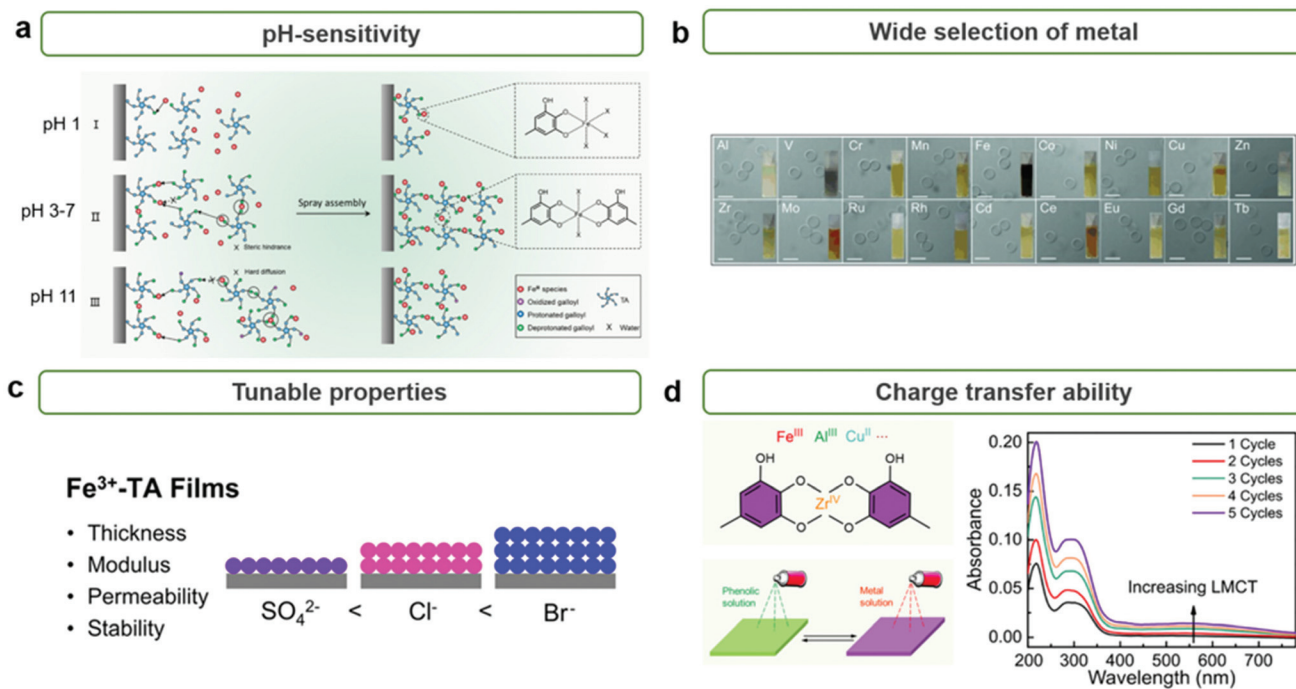 a
pH-sensitivity
pH 1
I
OH
O
O
Fe
X
X
X
X
pH 3-7
II
X Steric hindrance
Spray assembly
OH
O
O
Fe
X
X
O
O
OH
X Hard diffusion
pH 11
III
Feᴵᴵᴵ species
Oxidized galloyl
Protonated galloyl
Deprotonated galloyl
TA
X Water
b
Wide selection of metal
Al V Cr Mn Fe Co Ni Cu Zn
Zr Mo Ru Rh Cd Ce Eu Gd Tb
c
Tunable properties
Fe³⁺-TA Films
• Thickness
• Modulus
• Permeability
• Stability
SO₄²⁻ < Cl⁻ < Br⁻
d
Charge transfer ability
Feᴵᴵᴵ Alᴵᴵᴵ Cuᴵᴵ ...
OH OH
O O
Zrᴵⱽ
O O
Phenolic
solution
Metal
solution
Absorbance
0.20
0.15
0.10
0.05
0.00
1 Cycle
2 Cycles
3 Cycles
4 Cycles
5 Cycles
Increasing LMCT
200 300 400 500 600 700
Wavelength (nm)